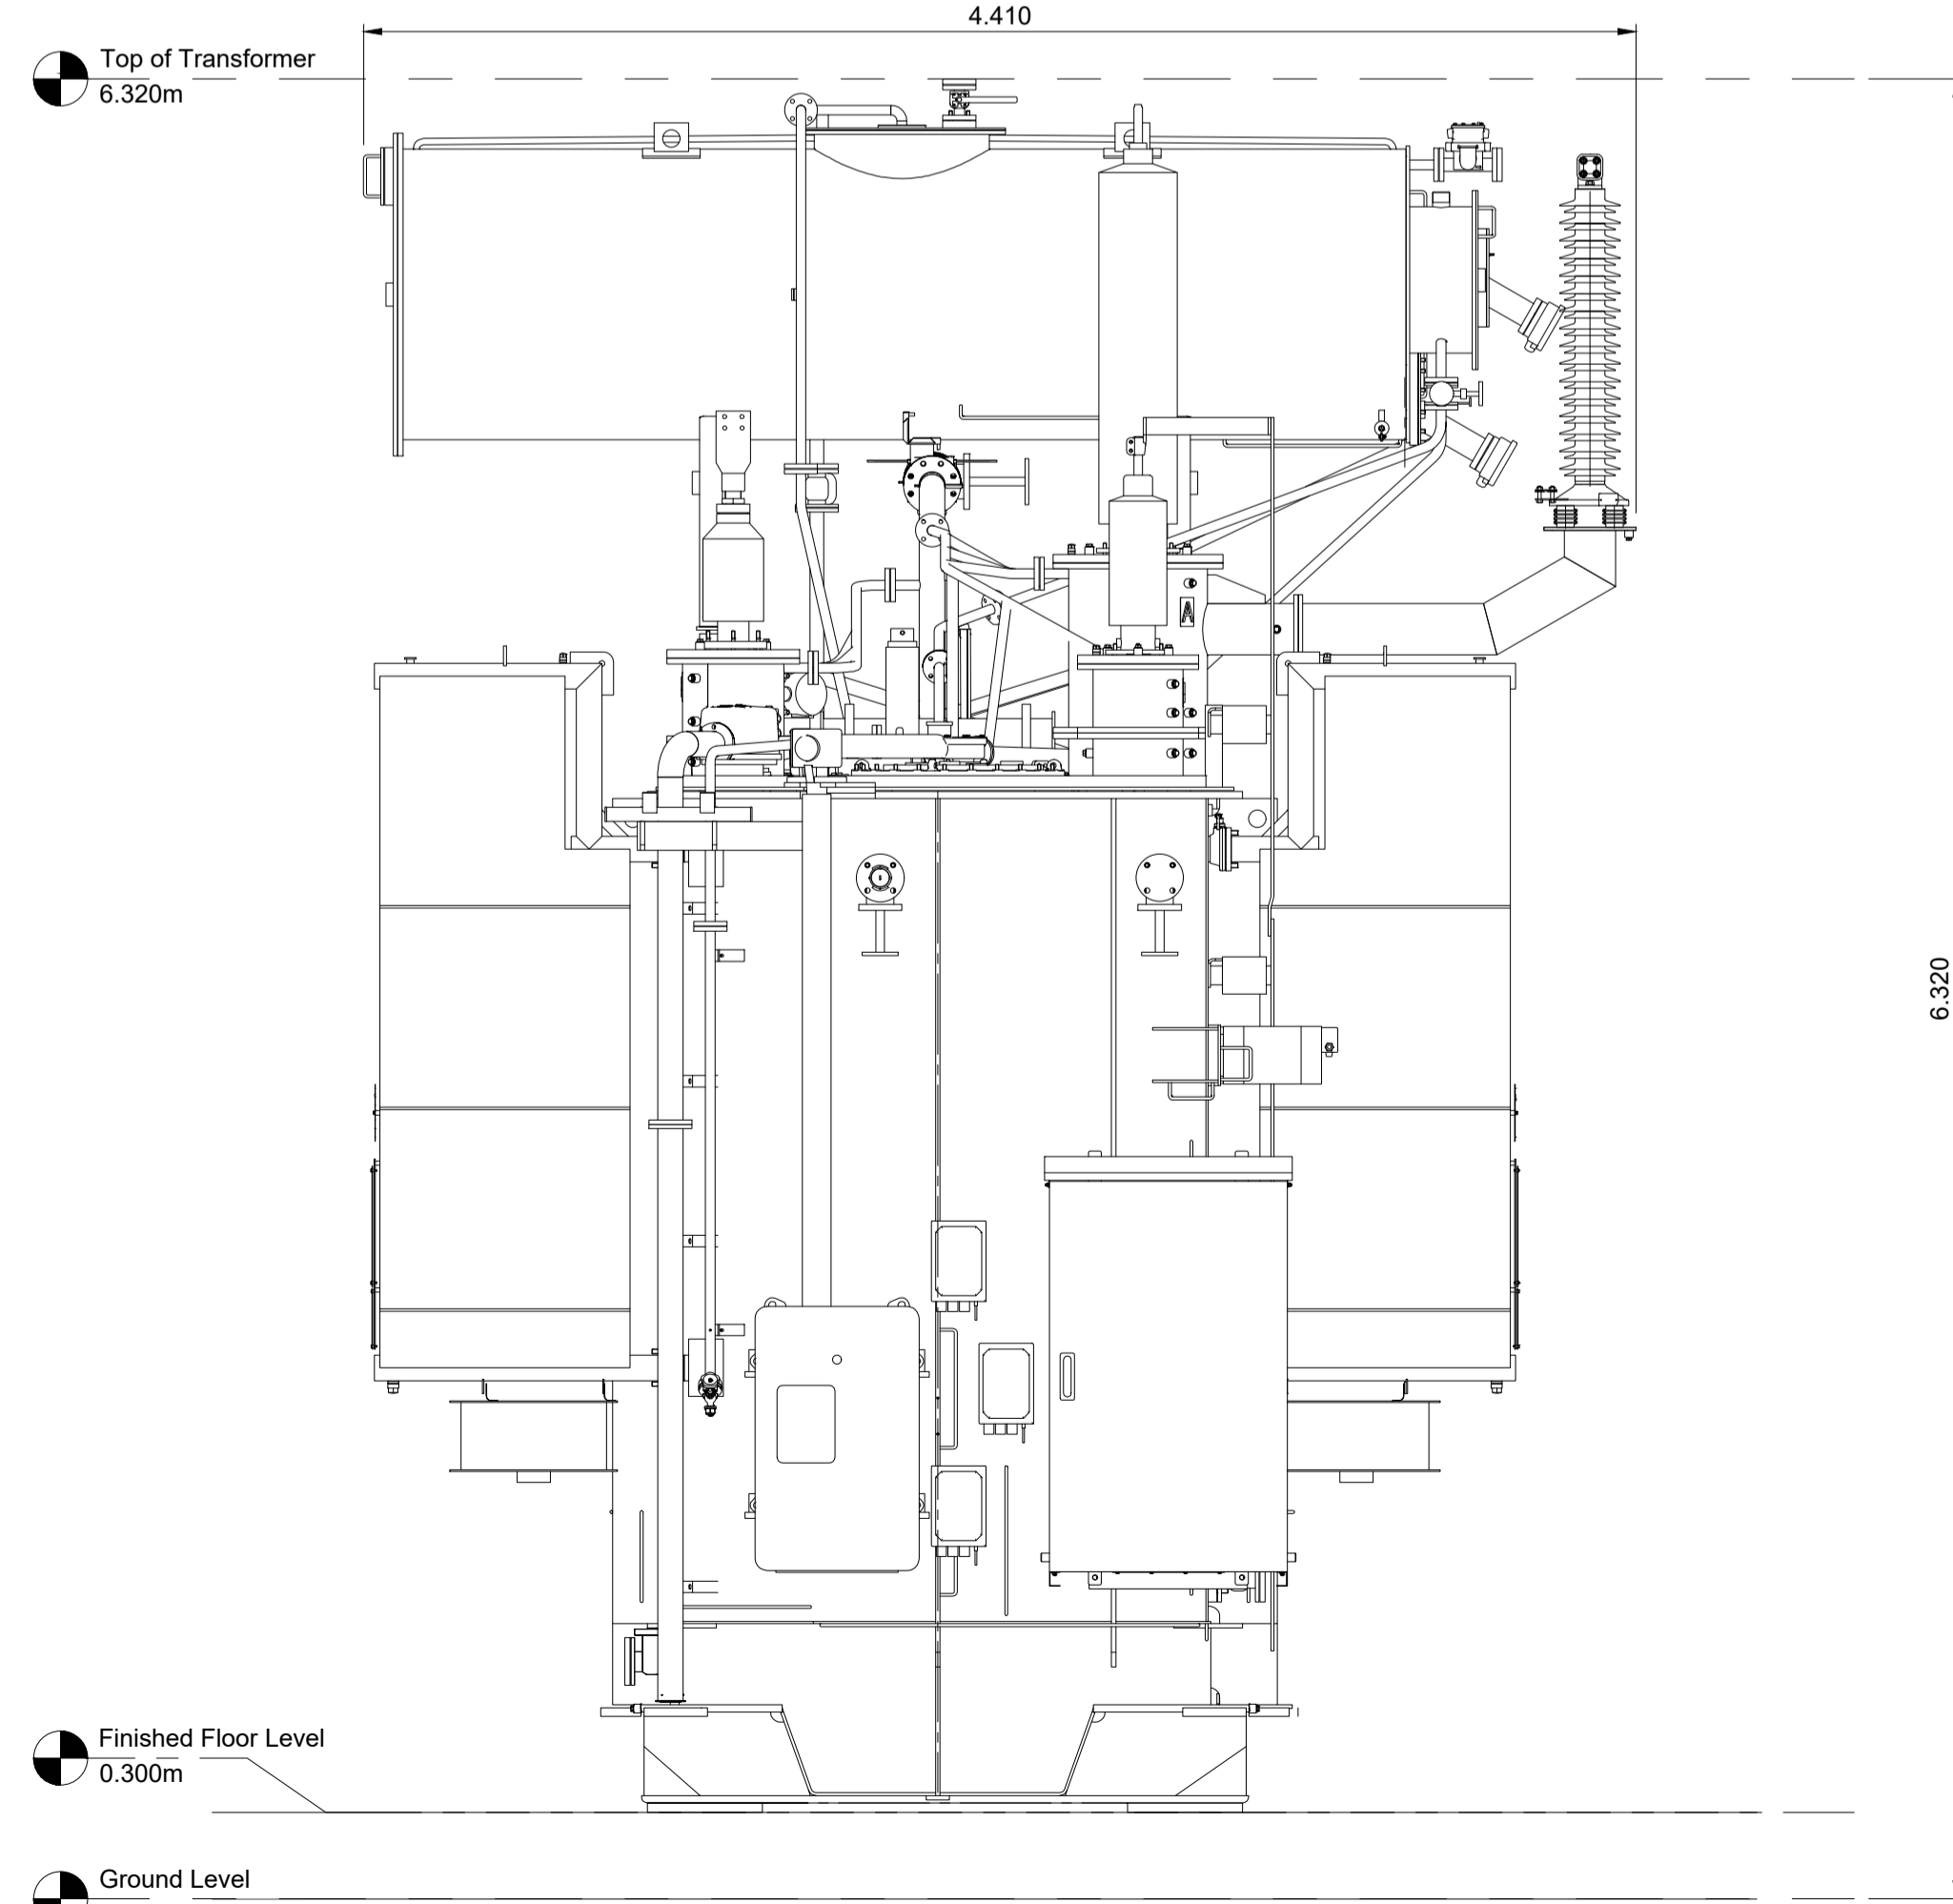 4.410
Top of Transformer
6.320m
A
6.320
Finished Floor Level
0.300m
Ground Level